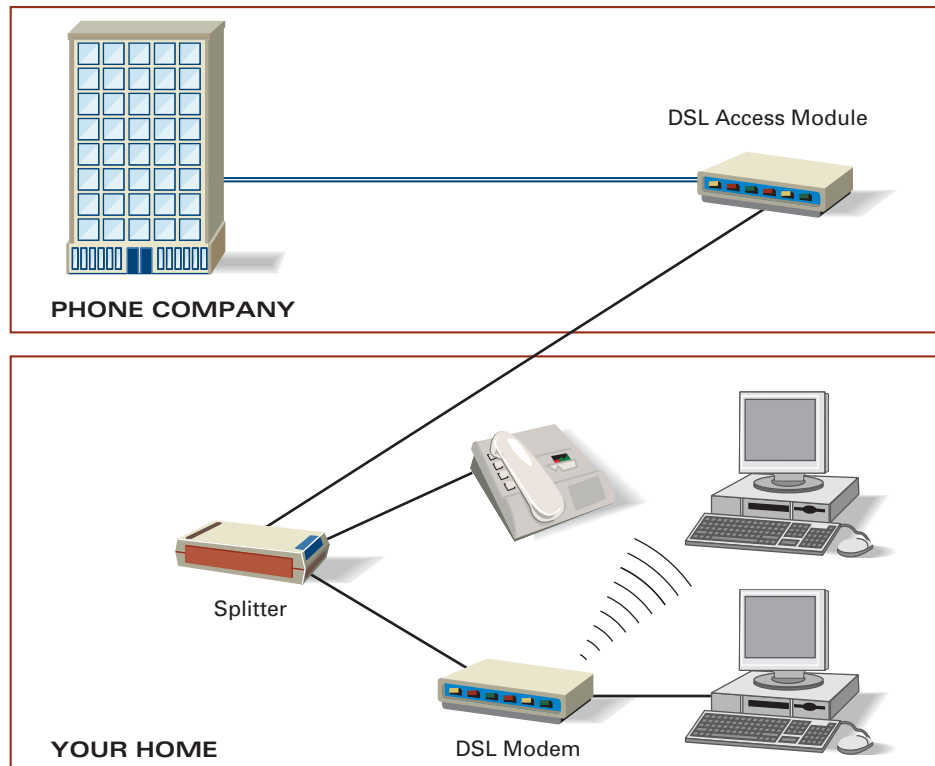 DSL Access Module
PHONE COMPANY
Splitter
DSL Modem
YOUR HOME